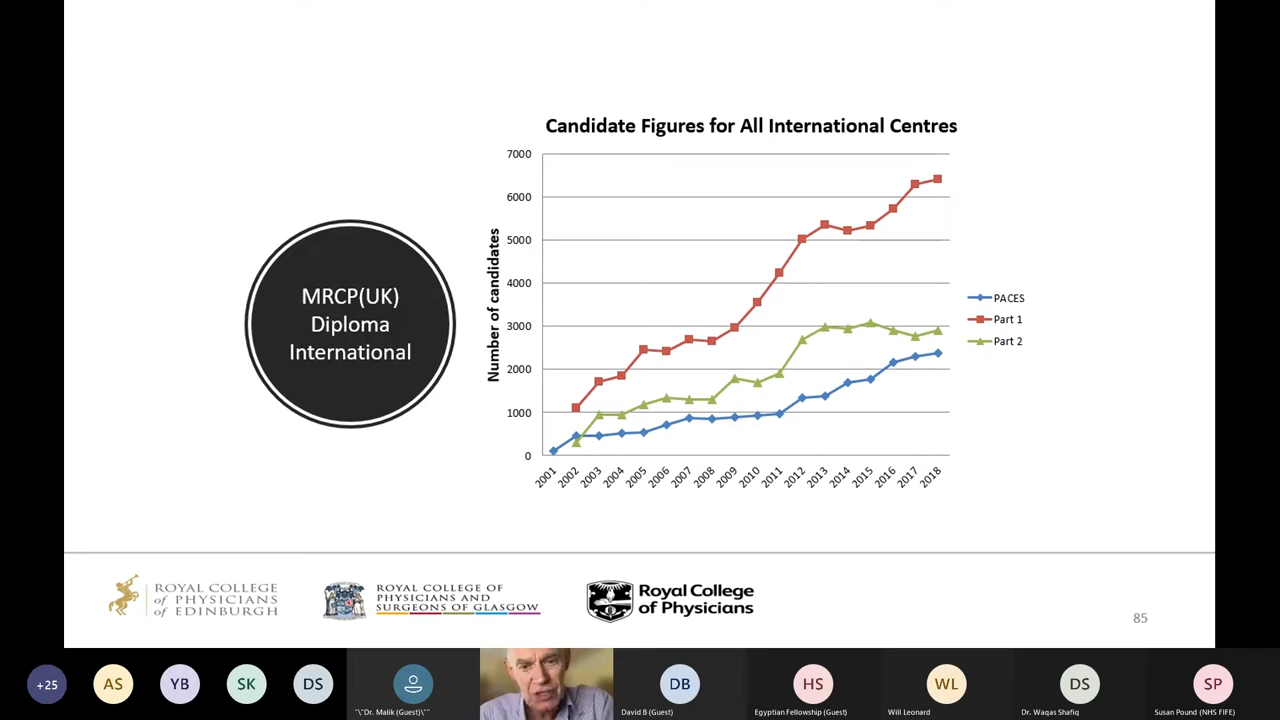 Candidate Figures for All International Centres
7000
6000
5000
4000
3000
2000
1000
0
Number of candidates
2001
2002
2003
2004
2005
2006
2007
2008
2009
2010
2011
2012
2013
2014
2015
2016
2017
2018
PACES
Part 1
Part 2
MRCP(UK)
Diploma
International
ROYAL COLLEGE
of PHYSICIANS
of EDINBURGH
ROYAL COLLEGE OF
PHYSICIANS AND
SURGEONS OF GLASGOW
Royal College
of Physicians
85
+25
AS
YB
SK
DS
"\"Dr. Malik (Guest)\""
DB
David B (Guest)
HS
Egyptian Fellowship (Guest)
WL
Will Leonard
DS
Dr. Waqas Shafiq
SP
Susan Pound (NHS FIFE)